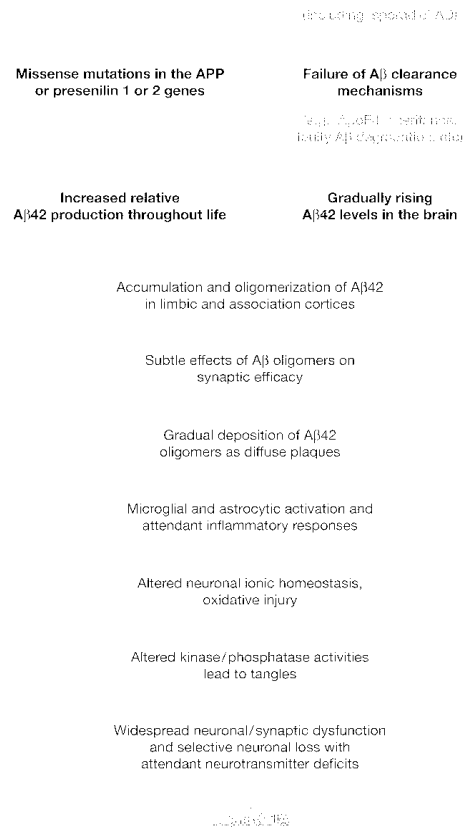 Missense mutations in the APP
or presenilin 1 or 2 genes
Failure of Aβ clearance
mechanisms
Increased relative
Aβ42 production throughout life
Gradually rising
Aβ42 levels in the brain
Accumulation and oligomerization of Aβ42
in limbic and association cortices
Subtle effects of Aβ oligomers on
synaptic efficacy
Gradual deposition of Aβ42
oligomers as diffuse plaques
Microglial and astrocytic activation and
attendant inflammatory responses
Altered neuronal ionic homeostasis,
oxidative injury
Altered kinase/phosphatase activities
lead to tangles
Widespread neuronal/synaptic dysfunction
and selective neuronal loss with
attendant neurotransmitter deficits